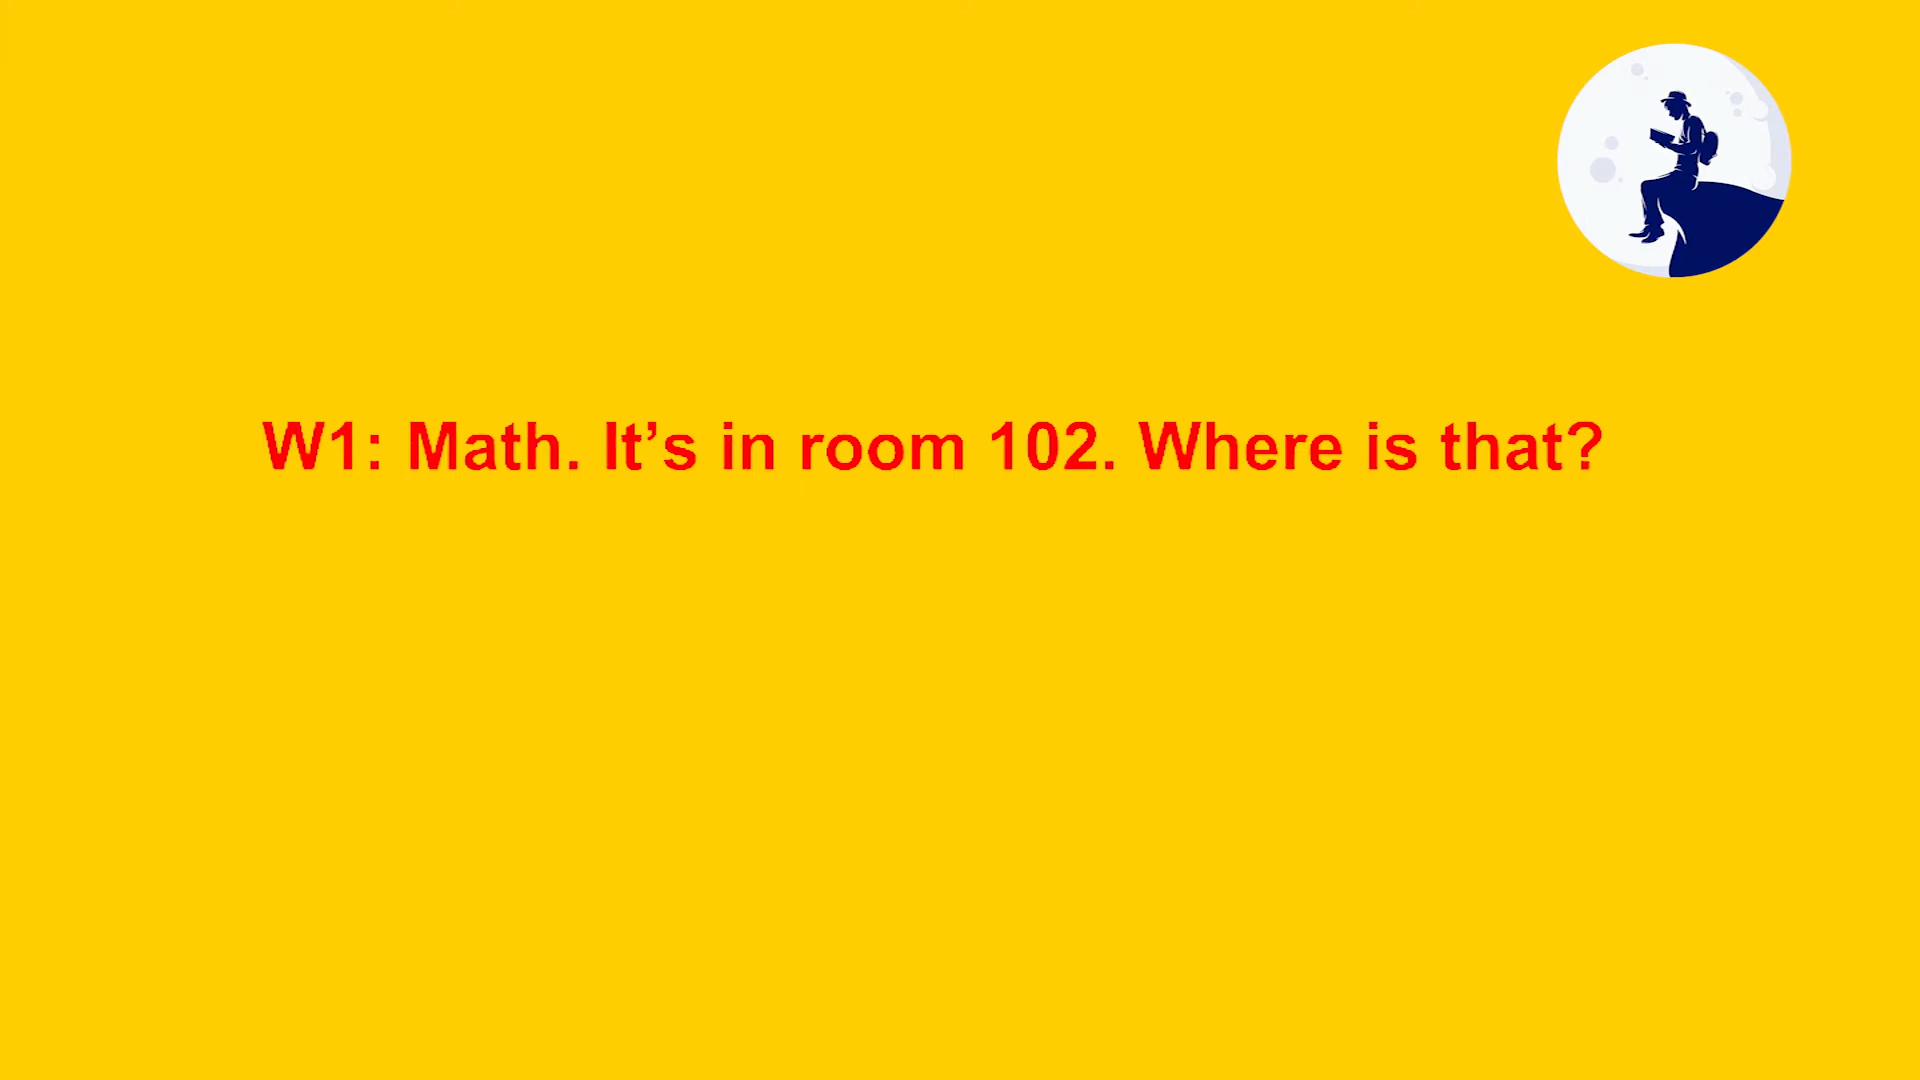 W1: Math. It’s in room 102. Where is that?